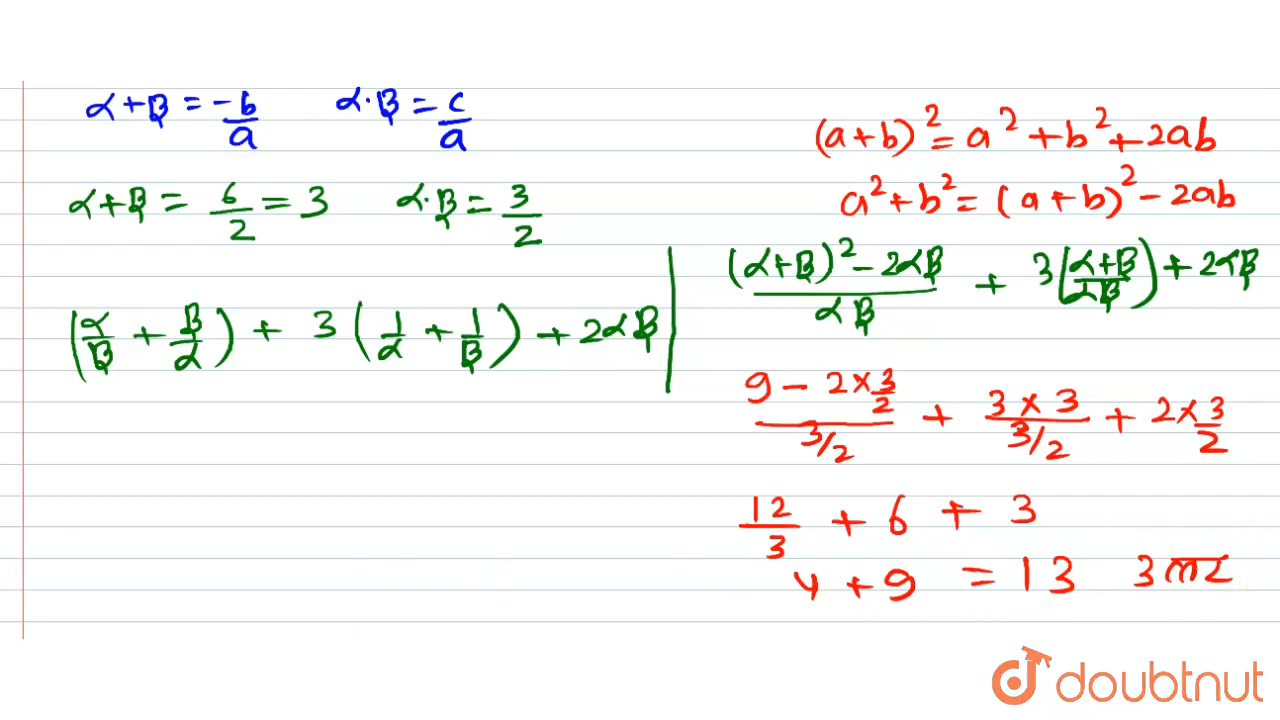 α+β = -b/a   α·β = c/a
α+β = 6/2 = 3   α·β = 3/2
(α/β + β/α) + 3(1/α + 1/β) + 2αβ
(a+b)² = a² + b² + 2ab
a² + b² = (a+b)² - 2ab
((α+β)² - 2αβ)/αβ + 3((α+β)/αβ) + 2αβ
(9 - 2×3/2)/(3/2) + (3×3)/(3/2) + 2×3/2
12/3 + 6 + 3
4 + 9 = 13
doubtnut